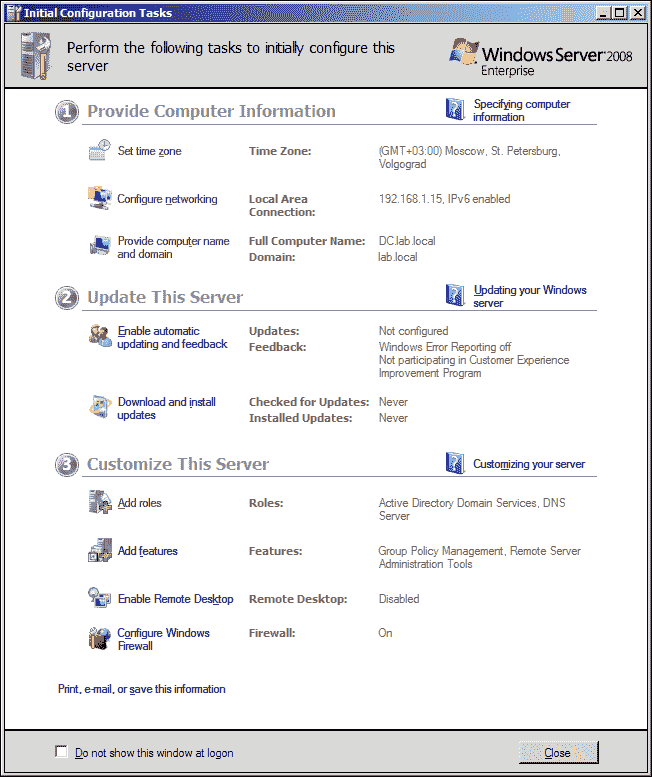 Initial Configuration Tasks
Perform the following tasks to initially configure this
server
Windows Server 2008
Enterprise
1 Provide Computer Information
Specifying computer
information
Set time zone
Time Zone:
(GMT+03:00) Moscow, St. Petersburg,
Volgograd
Configure networking
Local Area
Connection:
192.168.1.15, IPv6 enabled
Provide computer name
and domain
Full Computer Name:
DC.lab.local
Domain:
lab.local
2 Update This Server
Updating your Windows
server
Enable automatic
updating and feedback
Updates:
Not configured
Feedback:
Windows Error Reporting off
Not participating in Customer Experience
Improvement Program
Download and install
updates
Checked for Updates:
Never
Installed Updates:
Never
3 Customize This Server
Customizing your server
Add roles
Roles:
Active Directory Domain Services, DNS
Server
Add features
Features:
Group Policy Management, Remote Server
Administration Tools
Enable Remote Desktop
Remote Desktop:
Disabled
Configure Windows
Firewall
Firewall:
On
Print, e-mail, or save this information
Do not show this window at logon
Close